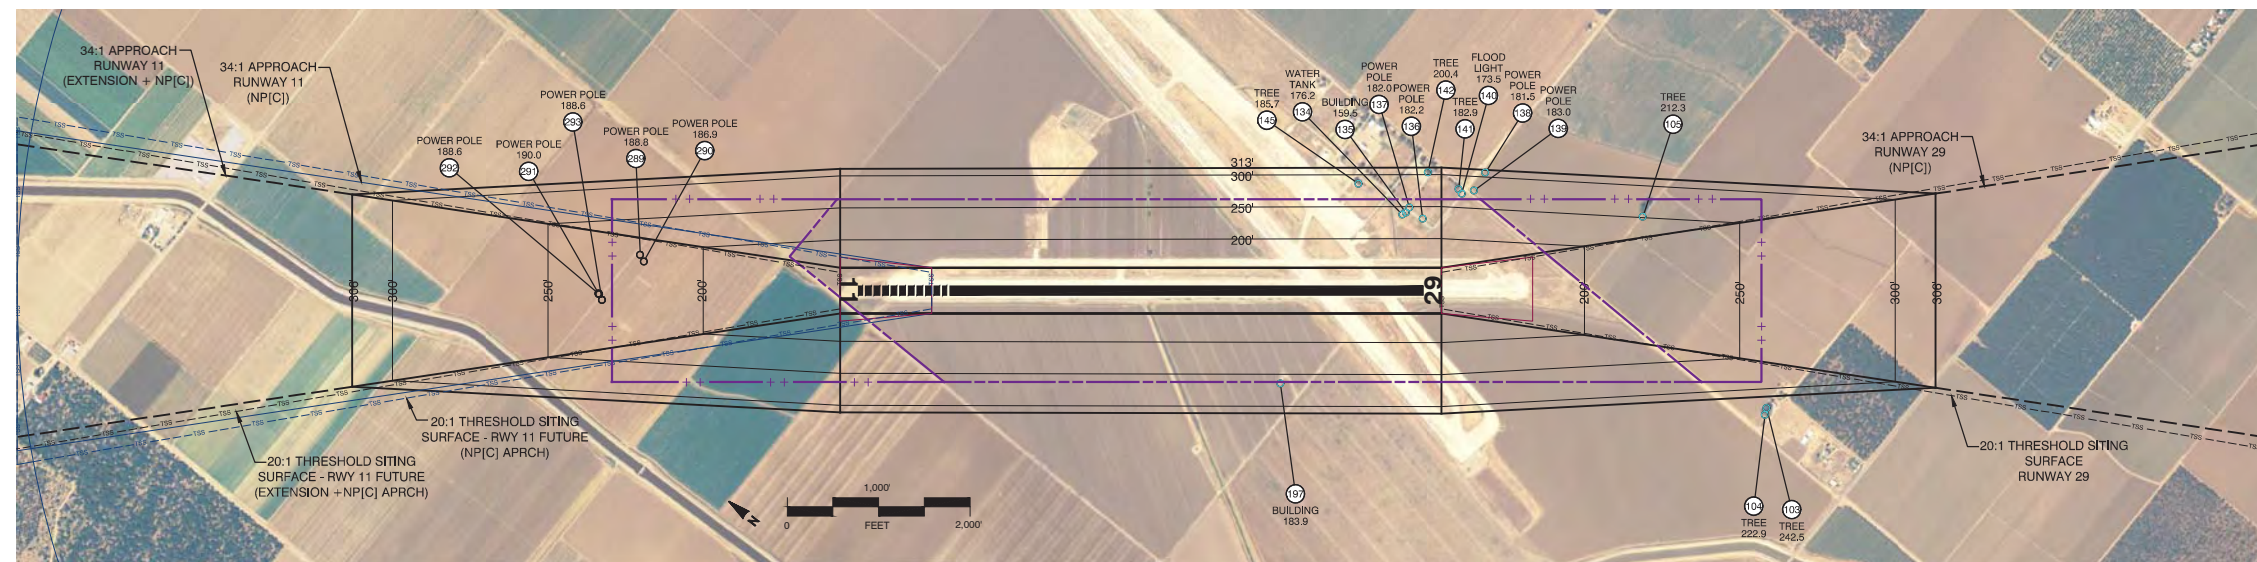 34:1 APPROACH
RUNWAY 11
(EXTENSION + NP[C])
34:1 APPROACH
RUNWAY 11
(NP[C])
POWER POLE
188.6
292
POWER POLE
190.0
291
POWER POLE
188.6
293
POWER POLE
188.8
289
POWER POLE
186.9
290
TREE
185.7
145
WATER
TANK
176.2
134
BUILDING
159.5
135
POWER
POLE
182.0
137
POWER
POLE
182.2
136
TREE
200.4
142
TREE
182.9
141
FLOOD
LIGHT
173.5
140
POWER
POLE
181.5
138
POWER
POLE
183.0
139
TREE
212.3
105
34:1 APPROACH
RUNWAY 29
(NP[C])
313'
300'
250'
200'
308'
300'
250'
200'
11
29
200'
250'
300'
308'
TSS
20:1 THRESHOLD SITING
SURFACE - RWY 11 FUTURE
(NP[C] APRCH)
20:1 THRESHOLD SITING
SURFACE - RWY 11 FUTURE
(EXTENSION +NP[C] APRCH)
N
1,000'
0
FEET
2,000'
197
BUILDING
183.9
104
TREE
222.9
103
TREE
242.5
20:1 THRESHOLD SITING
SURFACE
RUNWAY 29